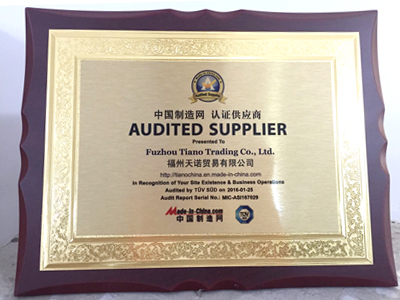 中国制造网 认证供应商
AUDITED SUPPLIER
Presented To
Fuzhou Tiano Trading Co., Ltd.
福州天诺贸易有限公司
http://tianochina.en.made-in-china.com
In Recognition of Your Site Existence & Business Operations
Audited by TÜV SÜD on 2016-01-25
Audit Report Serial No.: MIC-ASI167029
Made-in-China.com
中国制造网